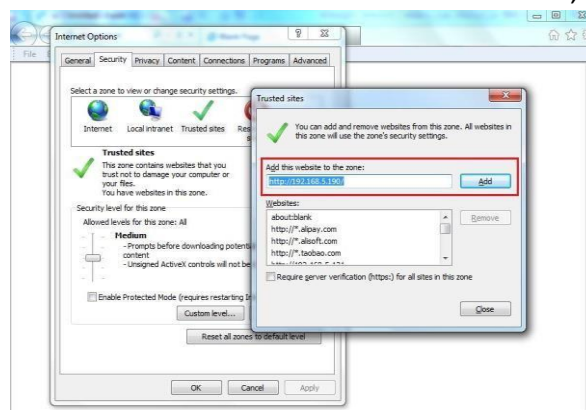 Internet Options
File
General Security Privacy Content Connections Programs Advanced
Select a zone to view or change security settings.
Internet Local intranet Trusted sites
Trusted sites
This zone contains websites that you
trust not to damage your computer or
your files.
You have websites in this zone.
Security level for this zone
Allowed levels for this zone: All
Medium
- Prompts before downloading
content
- Unsigned ActiveX controls will not be
Enable Protected Mode (requires restarting
Custom level...
Reset all zones to default level
OK Cancel Apply
Trusted sites
You can add and remove websites from this zone. All websites in
this zone will use the zone's security settings.
Add this website to the zone:
http://192.168.5.190/ Add
Websites:
about:blank Remove
http://*.alipay.com
http://*.alisoft.com
http://*.taobao.com
Require server verification (https:) for all sites in this zone
Close